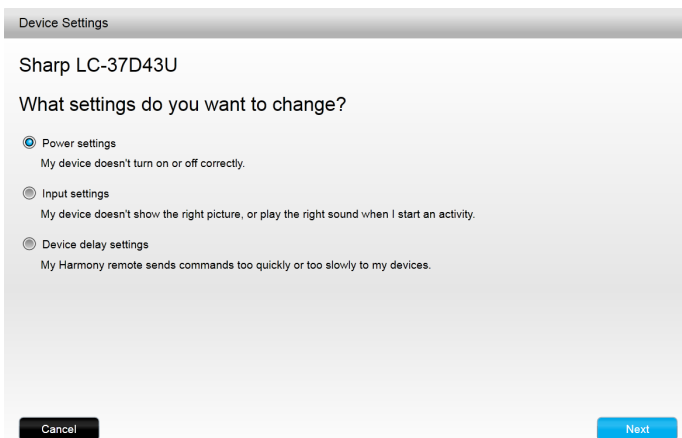 Device Settings
Sharp LC-37D43U
What settings do you want to change?
Power settings
My device doesn't turn on or off correctly.
Input settings
My device doesn't show the right picture, or play the right sound when I start an activity.
Device delay settings
My Harmony remote sends commands too quickly or too slowly to my devices.
Cancel
Next